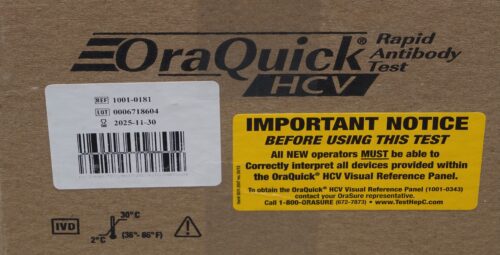 OraQuick® Rapid Antibody Test
HCV
REF 1001-0181
LOT 0006718604
2025-11-30
IMPORTANT NOTICE
BEFORE USING THIS TEST
All NEW operators MUST be able to
Correctly interpret all devices provided within
the OraQuick® HCV Visual Reference Panel.
To obtain the OraQuick® HCV Visual Reference Panel (1001-0343)
contact your OraSure representative.
Call 1-800-ORASURE (672-7873) • www.TestHepC.com
IVD
30°C
2°C
(36°- 86°F)